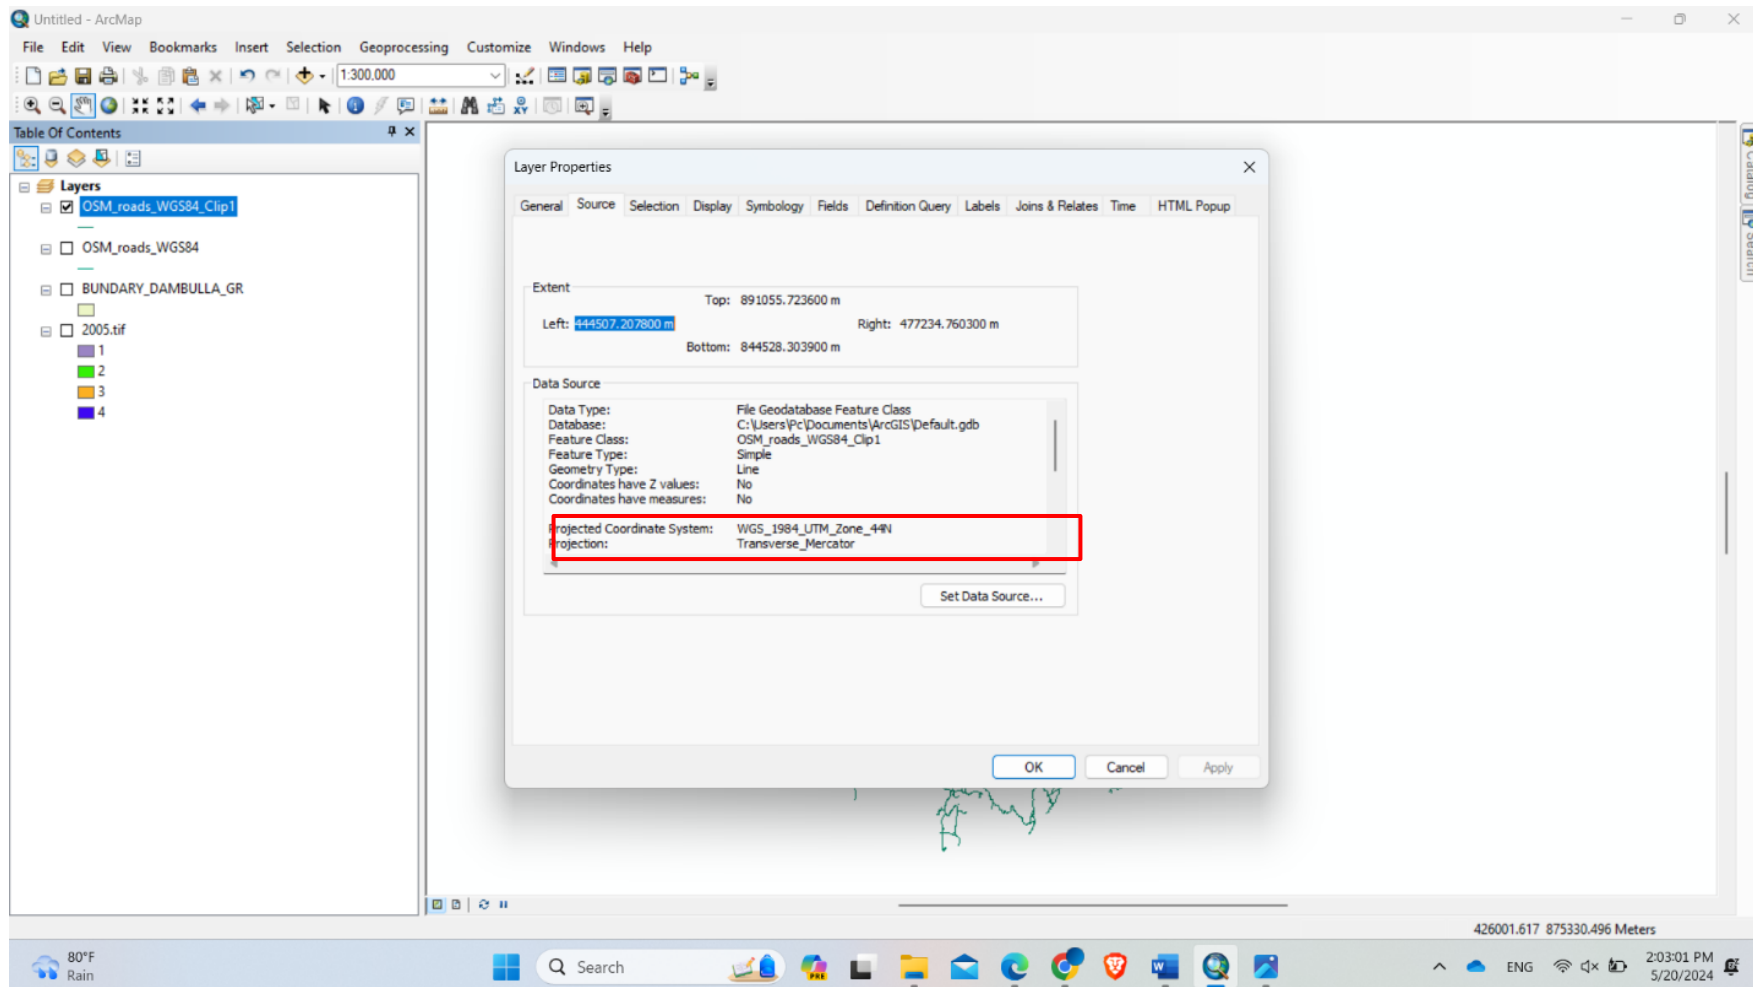 Untitled - ArcMap
File Edit View Bookmarks Insert Selection Geoprocessing Customize Windows Help
1:300,000
Table Of Contents
Layers
OSM_roads_WGS84_Clip1
OSM_roads_WGS84
BUNDARY_DAMBULLA_GR
2005.tif
1
2
3
4
Layer Properties
General Source Selection Display Symbology Fields Definition Query Labels Joins & Relates Time HTML Popup
Extent
Top: 891055.723600 m
Left: 444507.207800 m Right: 477234.760300 m
Bottom: 844528.303900 m
Data Source
Data Type: File Geodatabase Feature Class
Database: C:\Users\Pc\Documents\ArcGIS\Default.gdb
Feature Class: OSM_roads_WGS84_Clip1
Feature Type: Simple
Geometry Type: Line
Coordinates have Z values: No
Coordinates have measures: No
Projected Coordinate System: WGS_1984_UTM_Zone_44N
Projection: Transverse_Mercator
Set Data Source...
OK Cancel Apply
Catalog
Search
426001.617 875330.496 Meters
80°F
Rain
Search
PRE
ENG
2:03:01 PM
5/20/2024